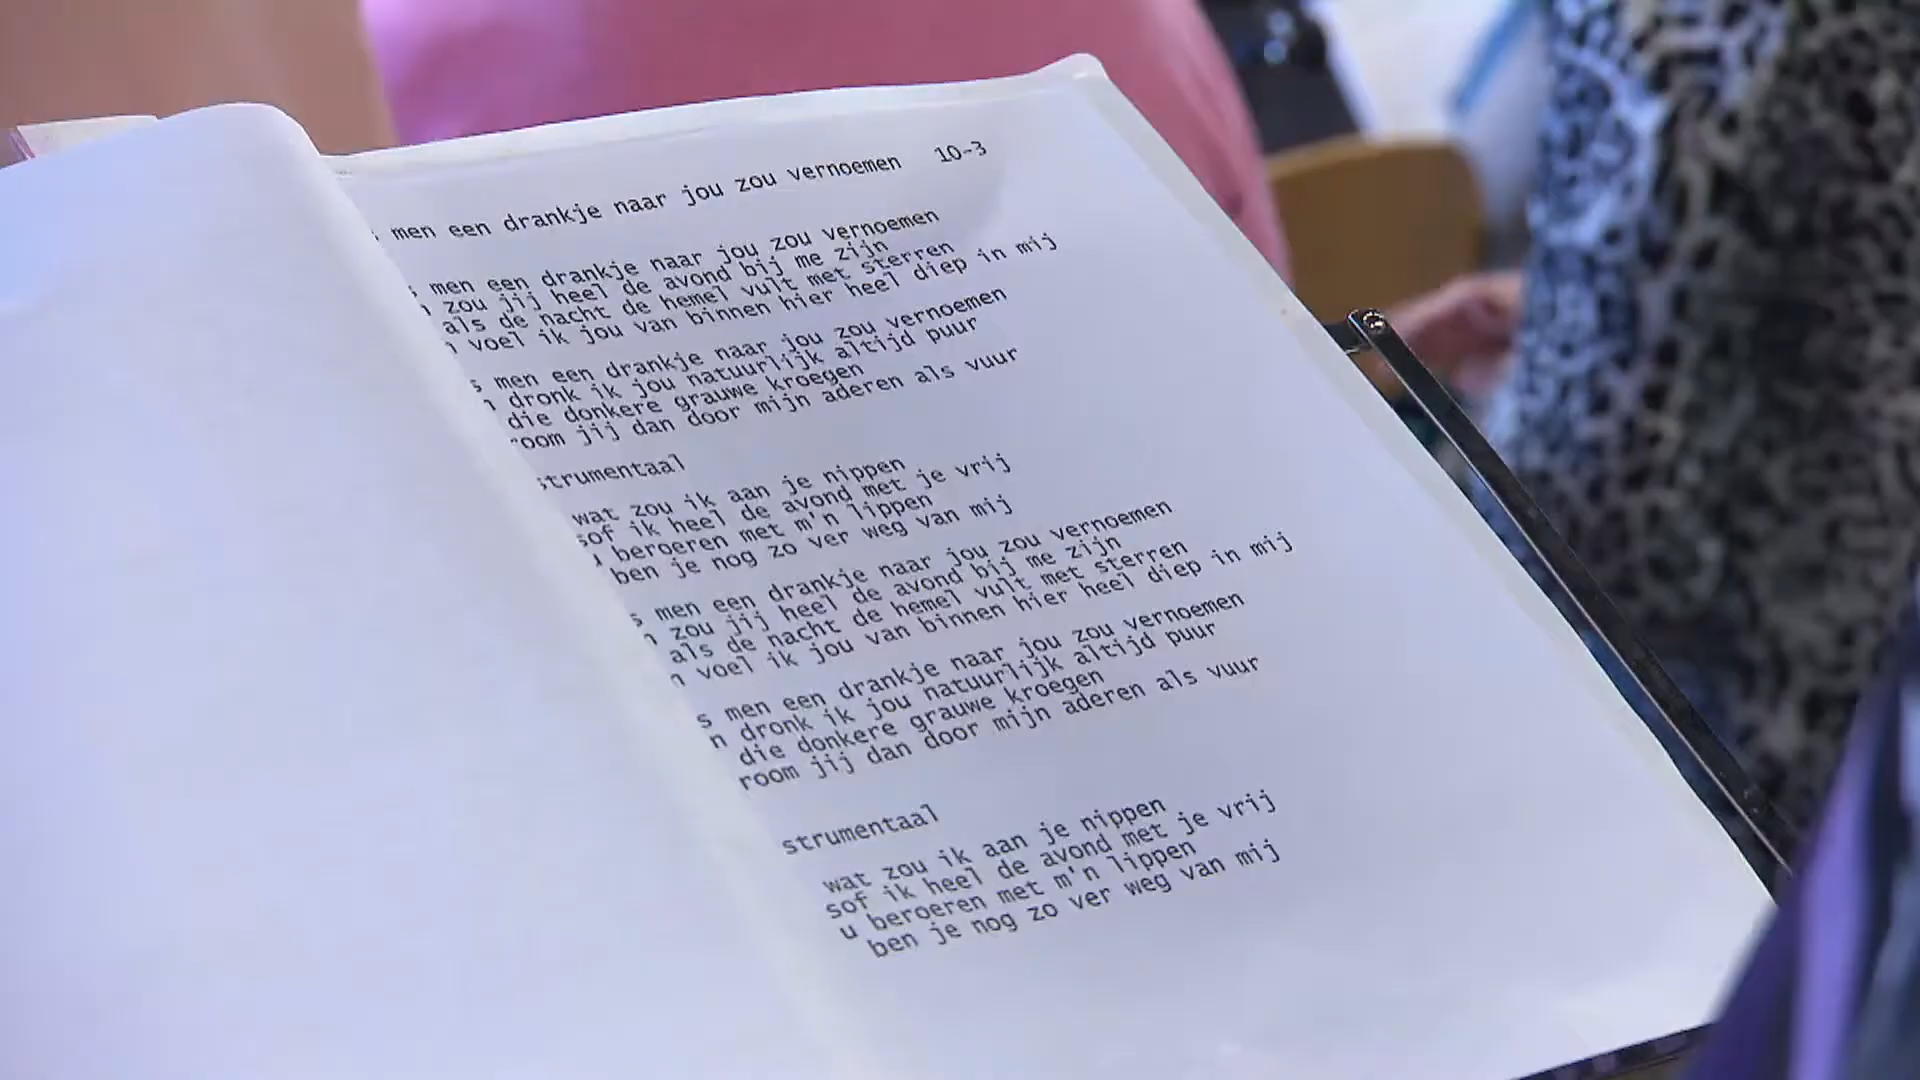 men een drankje naar jou zou vernoemen 10-3
men een drankje naar jou zou vernoemen
zou jij heel de avond bij me zijn
als de nacht de hemel vult met sterren
voel ik jou van binnen hier heel diep in mij
s men een drankje naar jou zou vernoemen
n dronk ik jou natuurlijk altijd puur
die donkere grauwe kroegen
room jij dan door mijn aderen als vuur
strumentaal
wat zou ik aan je nippen
sof ik heel de avond met je vrij
u beroeren met m'n lippen
ben je nog zo ver weg van mij
s men een drankje naar jou zou vernoemen
n zou jij heel de avond bij me zijn
als de nacht de hemel vult met sterren
n voel ik jou van binnen hier heel diep in mij
s men een drankje naar jou zou vernoemen
n dronk ik jou natuurlijk altijd puur
die donkere grauwe kroegen
room jij dan door mijn aderen als vuur
strumentaal
wat zou ik aan je nippen
sof ik heel de avond met je vrij
u beroeren met m'n lippen
ben je nog zo ver weg van mij